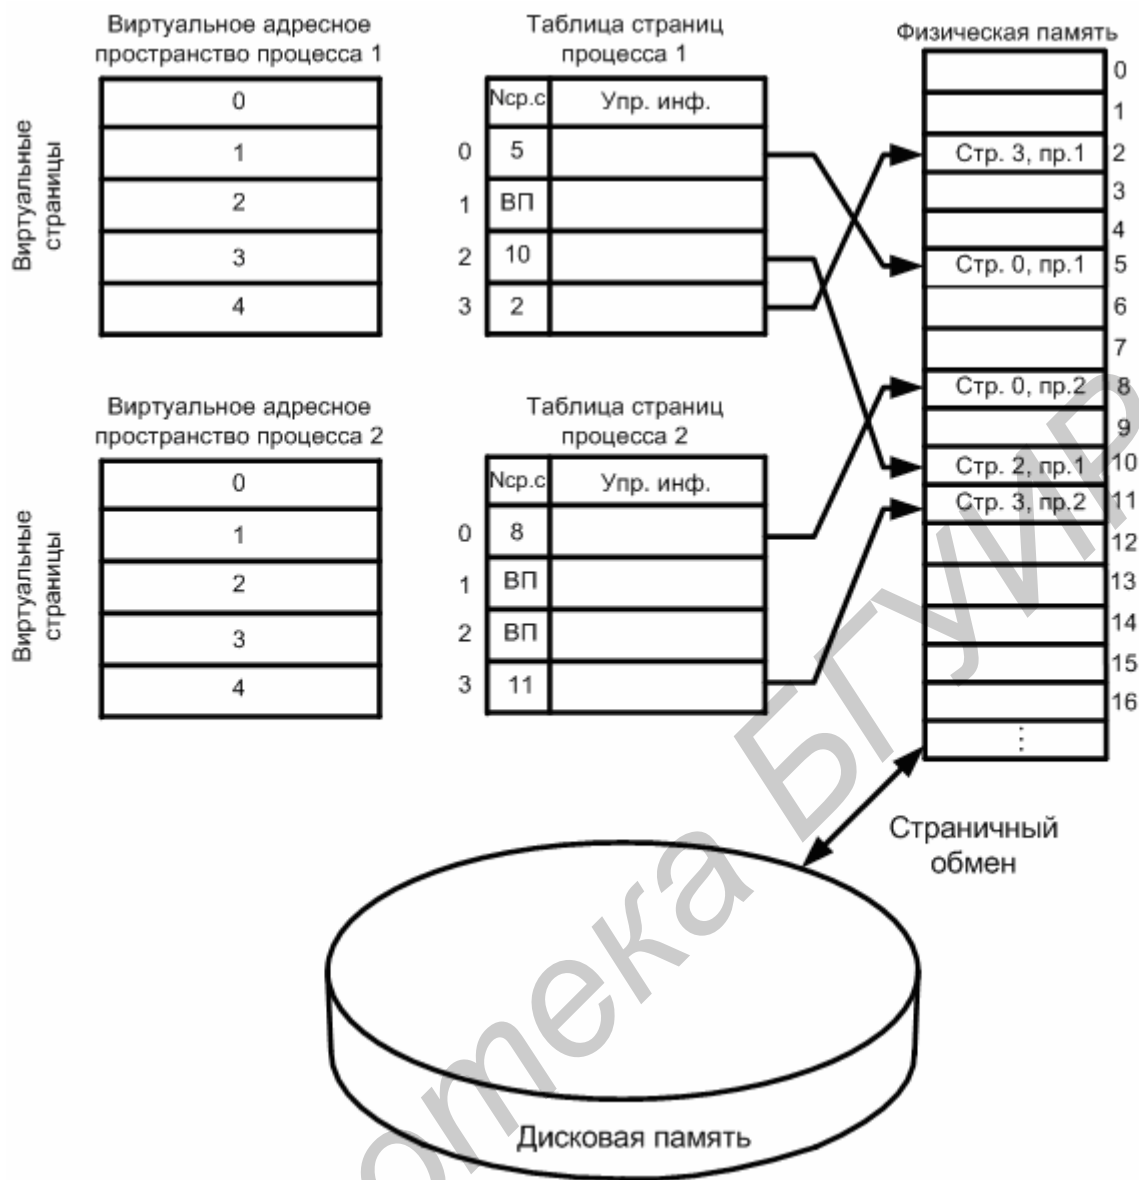 Виртуальное адресное
пространство процесса 1
Виртуальные
страницы
0
1
2
3
4
Таблица страниц
процесса 1
Nср.с Упр. инф.
0 5
1 ВП
2 10
3 2
Физическая память
0
1
Стр. 3, пр.1 2
3
4
Стр. 0, пр.1 5
6
7
Стр. 0, пр.2 8
9
Стр. 2, пр.1 10
Стр. 3, пр.2 11
12
13
14
15
16
⋮
Виртуальное адресное
пространство процесса 2
Виртуальные
страницы
0
1
2
3
4
Таблица страниц
процесса 2
Nср.с Упр. инф.
0 8
1 ВП
2 ВП
3 11
Страничный
обмен
Дисковая память
отека БГУИР